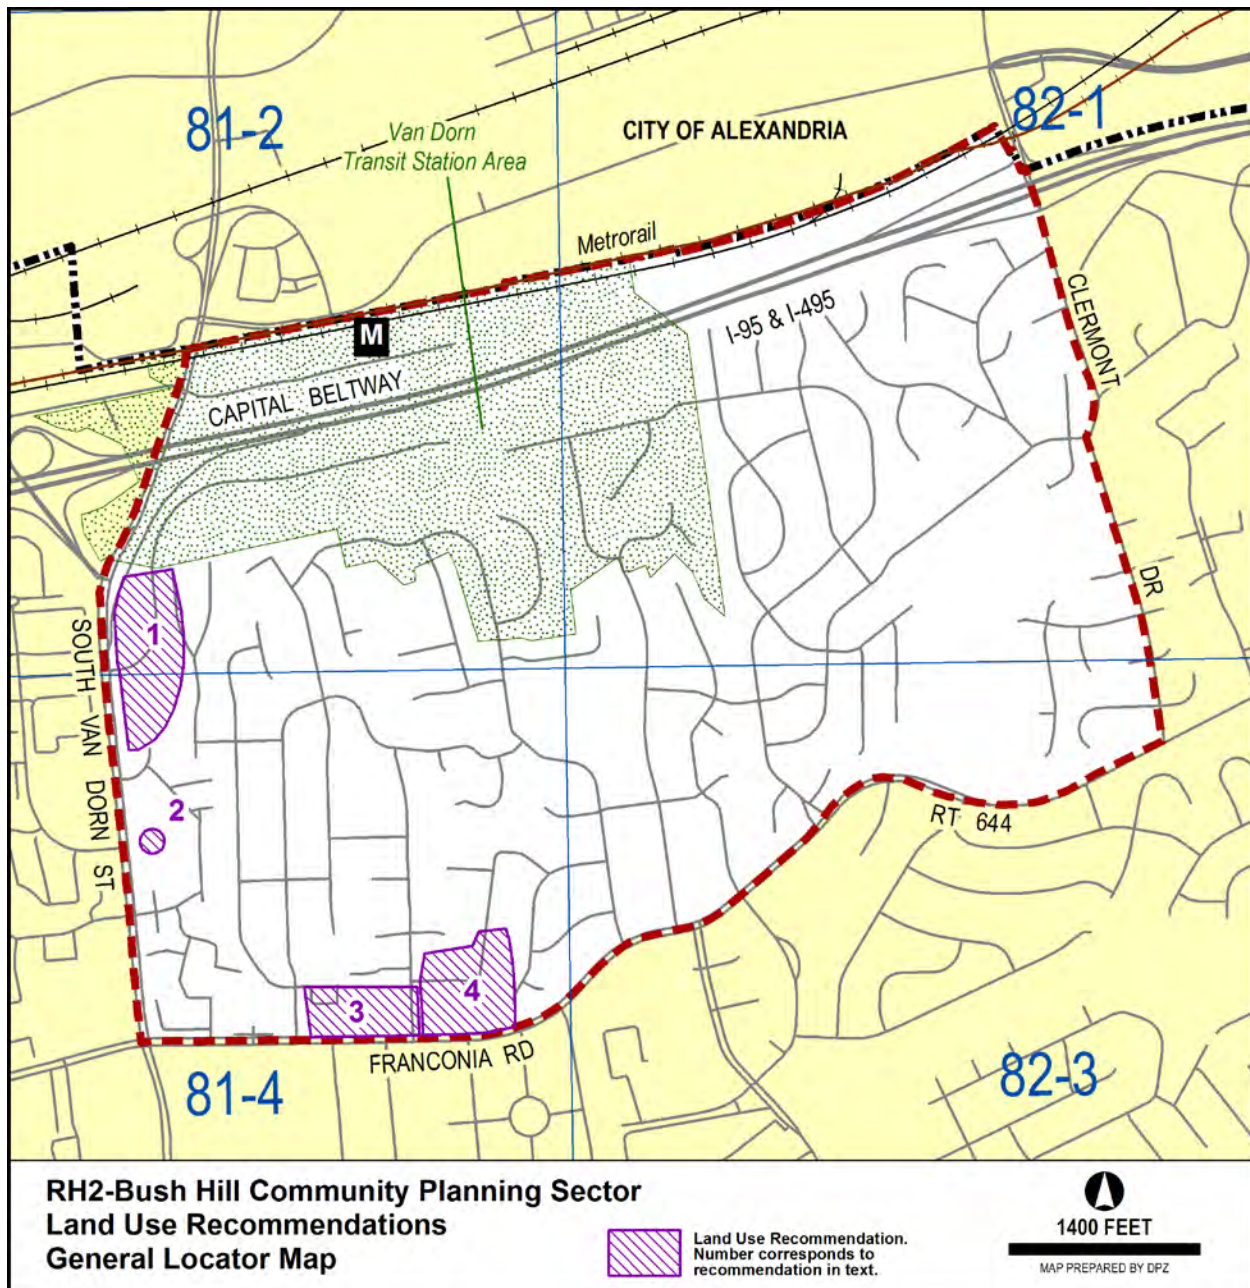 81-2
Van Dorn
Transit Station Area
CITY OF ALEXANDRIA
82-1
Metrorail
M
I-95 & I-495
CAPITAL BELTWAY
CLERMONT
DR
1
SOUTH VAN DORN ST
2
RT 644
3
4
FRANCONIA RD
81-4
82-3
RH2-Bush Hill Community Planning Sector
Land Use Recommendations
General Locator Map
Land Use Recommendation.
Number corresponds to
recommendation in text.
1400 FEET
MAP PREPARED BY DPZ